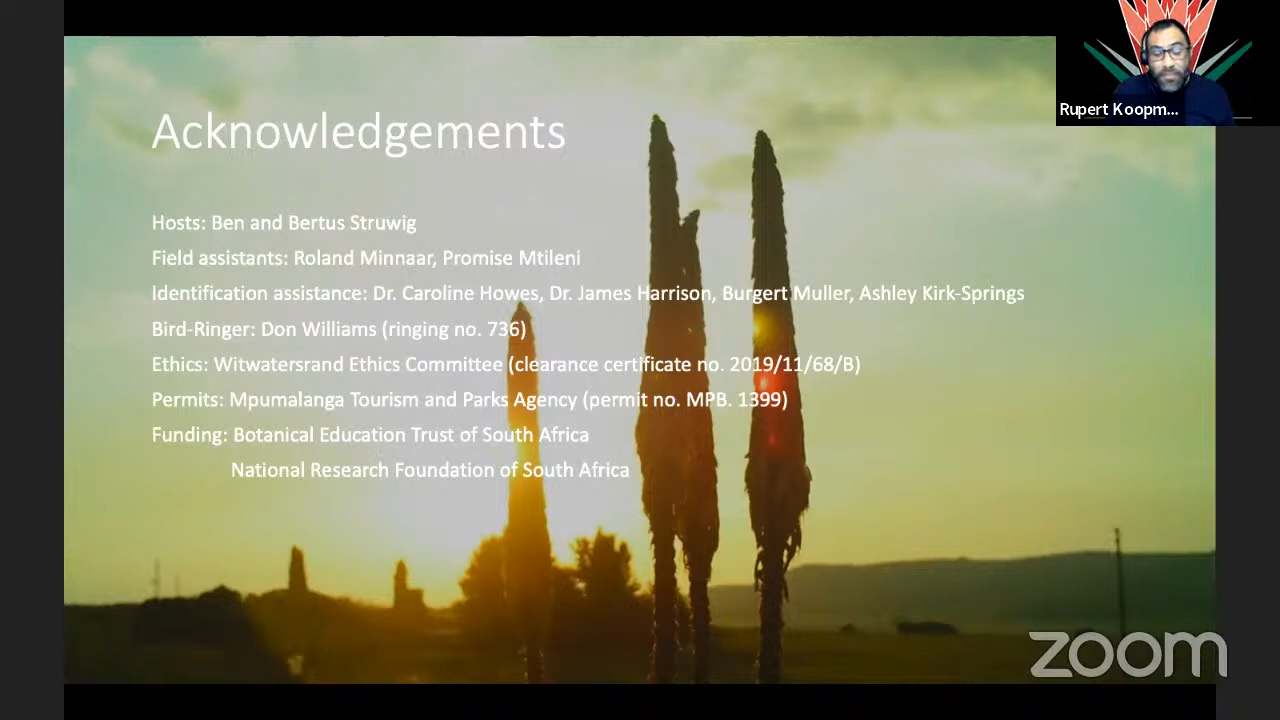 Rupert Koopm...
Acknowledgements
Hosts: Ben and Bertus Struwig
Field assistants: Roland Minnaar, Promise Mtileni
Identification assistance: Dr. Caroline Howes, Dr. James Harrison, Burgert Muller, Ashley Kirk-Springs
Bird-Ringer: Don Williams (ringing no. 736)
Ethics: Witwatersrand Ethics Committee (clearance certificate no. 2019/11/68/B)
Permits: Mpumalanga Tourism and Parks Agency (permit no. MPB. 1399)
Funding: Botanical Education Trust of South Africa
National Research Foundation of South Africa
zoom